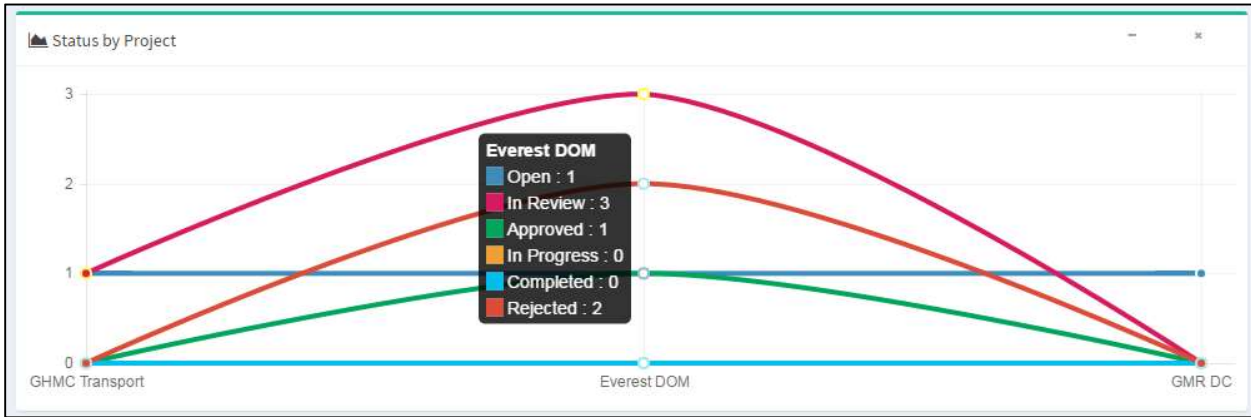 Status by Project
3
2
1
0
Everest DOM
Open : 1
In Review : 3
Approved : 1
In Progress : 0
Completed : 0
Rejected : 2
GHMC Transport
Everest DOM
GMR DC